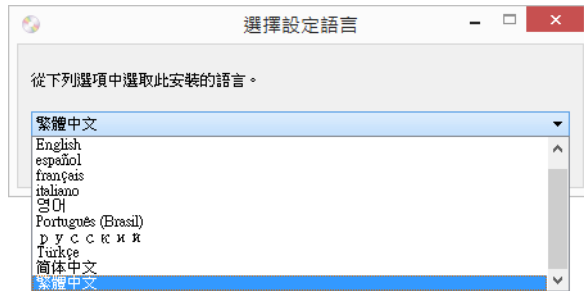 選擇設定語言
從下列選項中選取此安裝的語言。
繁體中文
English
español
français
italiano
영어
Português (Brasil)
русский
Türkçe
简体中文
繁體中文